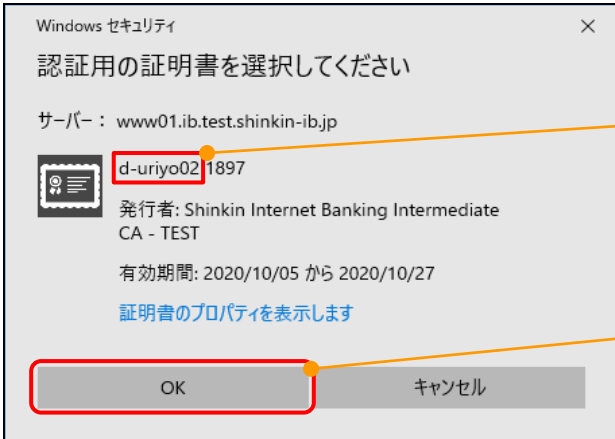 Windows セキュリティ
認証用の証明書を選択してください
サーバー： www01.ib.test.shinkin-ib.jp
d-uriyo02 1897
発行者: Shinkin Internet Banking Intermediate
CA - TEST
有効期間: 2020/10/05 から 2020/10/27
証明書のプロパティを表示します
OK
キャンセル